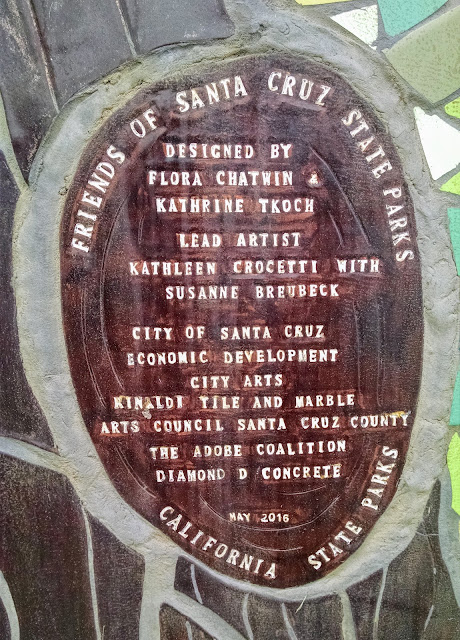 FRIENDS OF SANTA CRUZ STATE PARKS
DESIGNED BY
FLORA CHATWIN &
KATHRINE TKOCH
LEAD ARTIST
KATHLEEN CROCETTI WITH
SUSANNE BREUBECK
CITY OF SANTA CRUZ
ECONOMIC DEVELOPMENT
CITY ARTS
RINALDI TILE AND MARBLE
ARTS COUNCIL SANTA CRUZ COUNTY
THE ADOBE COALITION
DIAMOND D CONCRETE
MAY 2016
CALIFORNIA STATE PARKS